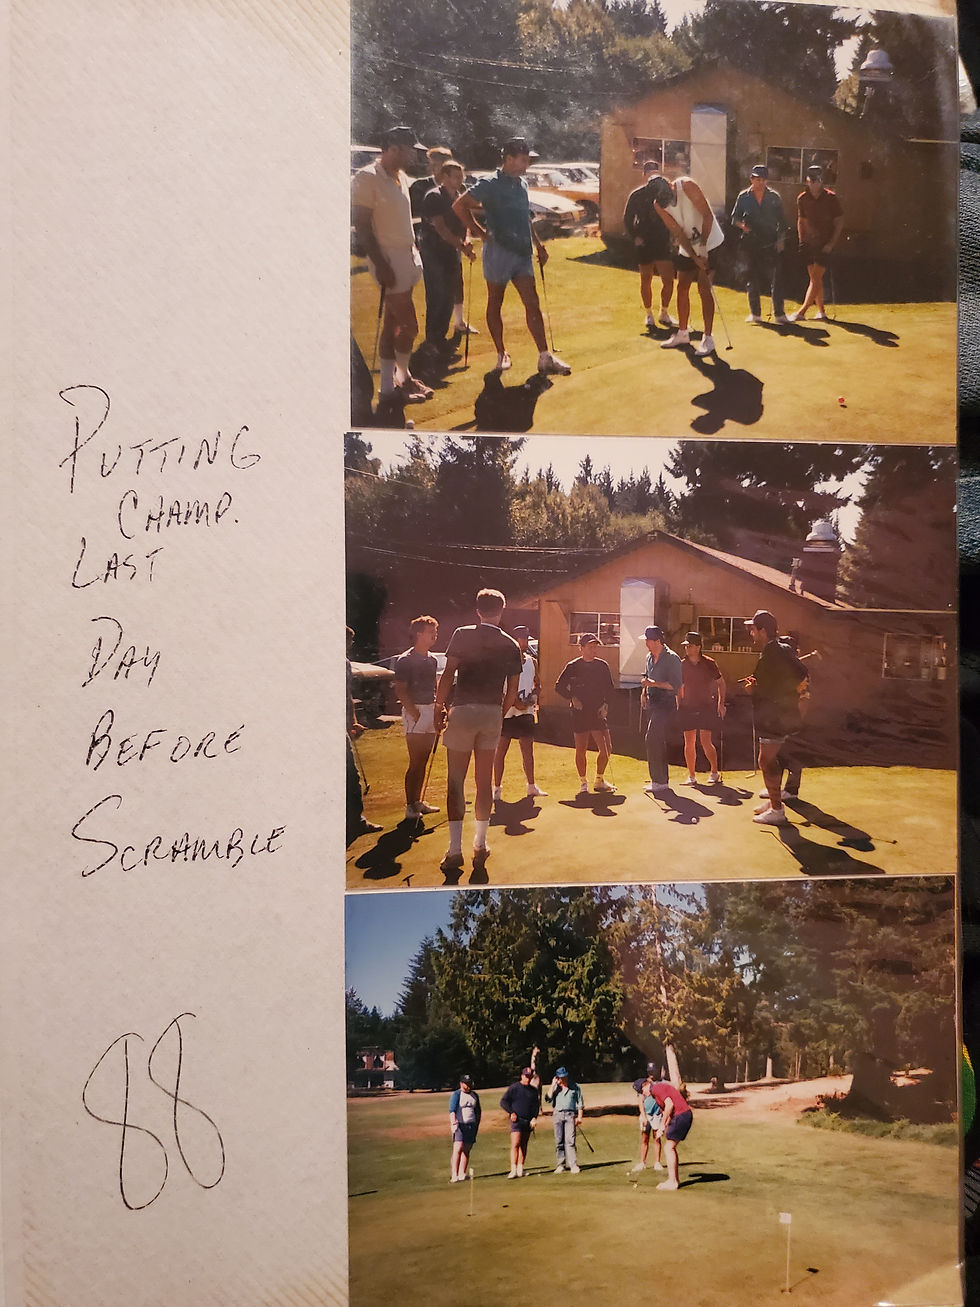 PUTTING
CHAMP.
LAST
DAY
BEFORE
SCRAMBLE
88